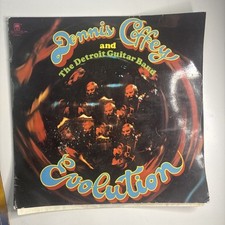 Dennis Coffey
and
The Detroit Guitar Band
Evolution